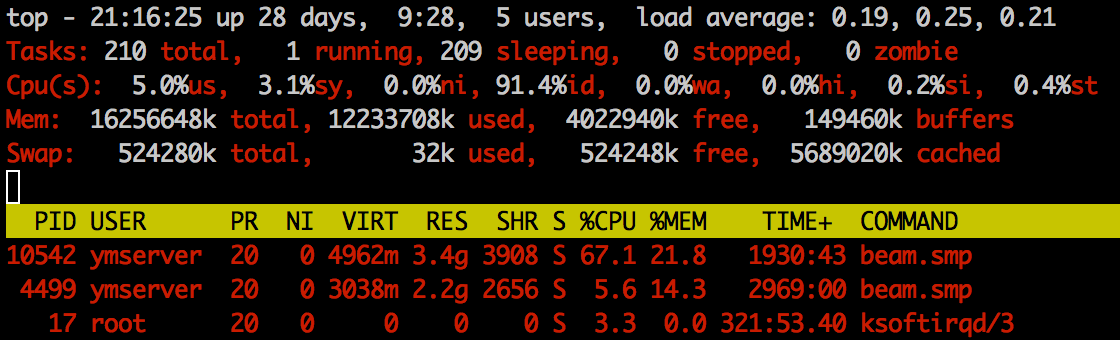 top - 21:16:25 up 28 days,  9:28,  5 users,  load average: 0.19, 0.25, 0.21
Tasks: 210 total,   1 running, 209 sleeping,   0 stopped,   0 zombie
Cpu(s):  5.0%us,  3.1%sy,  0.0%ni, 91.4%id,  0.0%wa,  0.0%hi,  0.2%si,  0.4%st
Mem:  16256648k total, 12233708k used,  4022940k free,   149460k buffers
Swap:   524280k total,       32k used,   524248k free,  5689020k cached
  PID USER      PR  NI  VIRT  RES  SHR S %CPU %MEM    TIME+  COMMAND
10542 ymserver  20   0 4962m 3.4g 3908 S 67.1 21.8   1930:43 beam.smp
 4499 ymserver  20   0 3038m 2.2g 2656 S  5.6 14.3   2969:00 beam.smp
   17 root      20   0     0    0    0 S  3.3  0.0 321:53.40 ksoftirqd/3